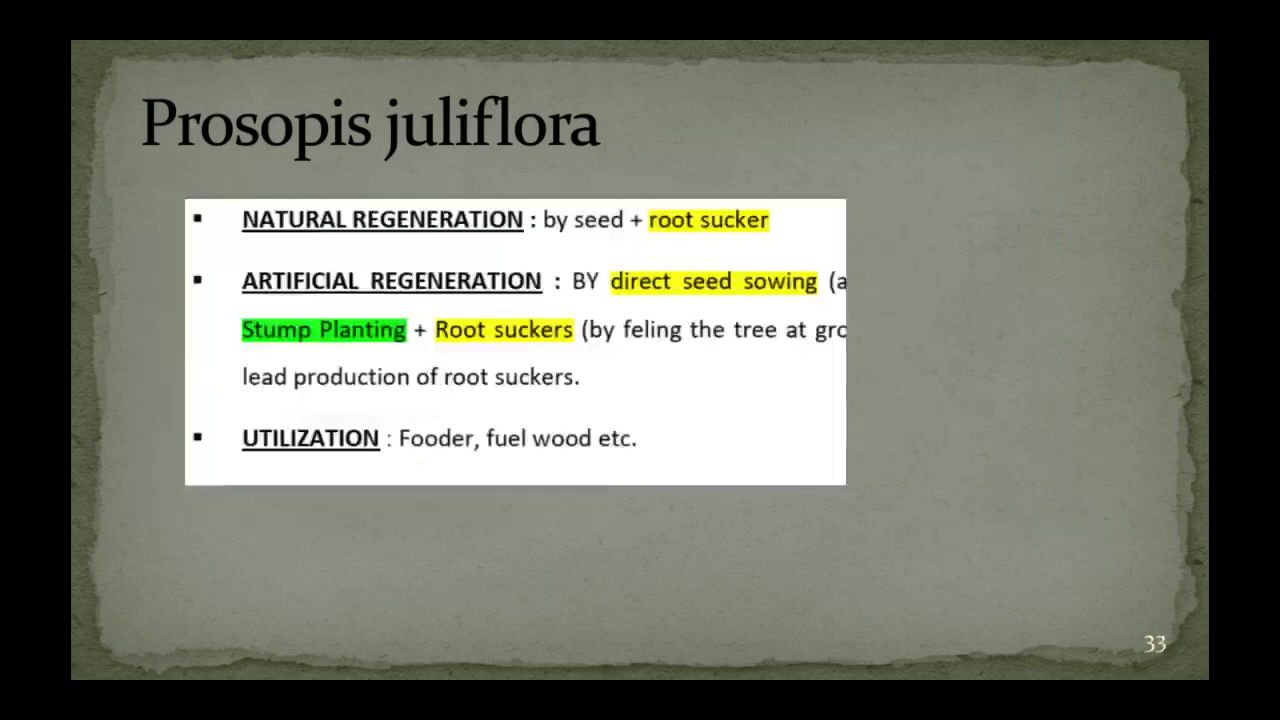 Prosopis juliflora
▪ NATURAL REGENERATION : by seed + root sucker
▪ ARTIFICIAL REGENERATION : BY direct seed sowing (a
Stump Planting + Root suckers (by feling the tree at gro
lead production of root suckers.
▪ UTILIZATION : Fooder, fuel wood etc.
33